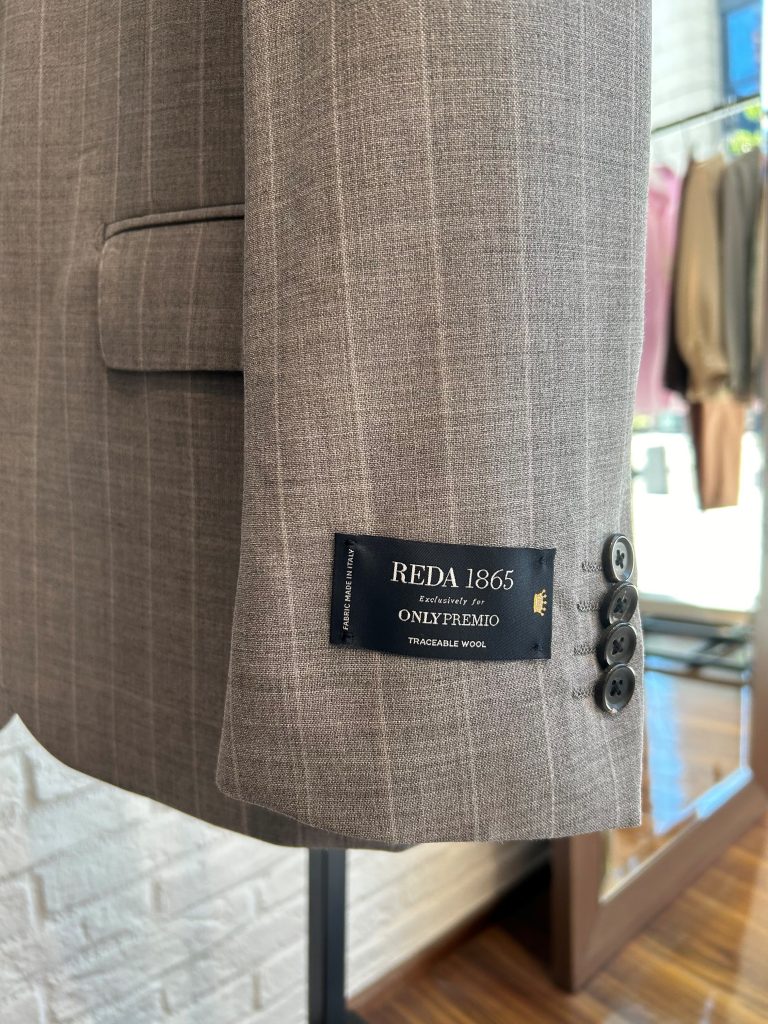 FABRIC MADE IN ITALY
REDA 1865
Exclusively for
ONLYPREMIO
TRACEABLE WOOL